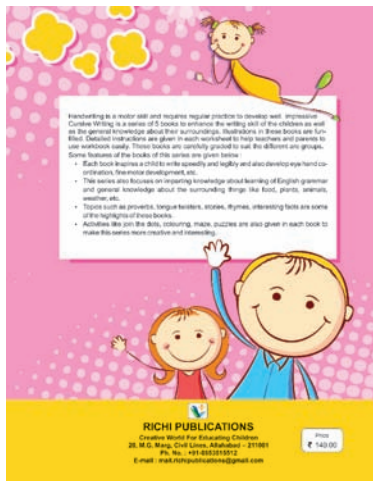 Handwriting is a motor skill and requires regular practice to develop well. Impressive
Cursive Writing is a series of 5 books to enhance the writing skill of the children as well
as the general knowledge about their surroundings. Illustrations in these books are fun-
filled. Detailed instructions are given in each worksheet to help teachers and parents to
use workbook easily. These books are carefully graded to suit the different are groups.
Some features of the books of this series are given below :
• Each book inspires a child to write speedily and legibly and also develop eye hand co-
ordination, fine motor development, etc.
• This series also focuses on imparting knowledge about learning of English grammar
and general knowledge about the surrounding things like food, plants, animals,
weather, etc.
• Topics such as proverbs, tongue twisters, stories, rhymes, interesting facts are some
of the highlights of these books.
• Activities like join the dots, colouring, maze, puzzles are also given in each book to
make this series more creative and interesting.
RICHI PUBLICATIONS
Creative World For Educating Children
28, M.G. Marg, Civil Lines, Allahabad – 211001
Ph. No. : +91-8953515512
E-mail : mail.richipublications@gmail.com
Price
₹ 140.00